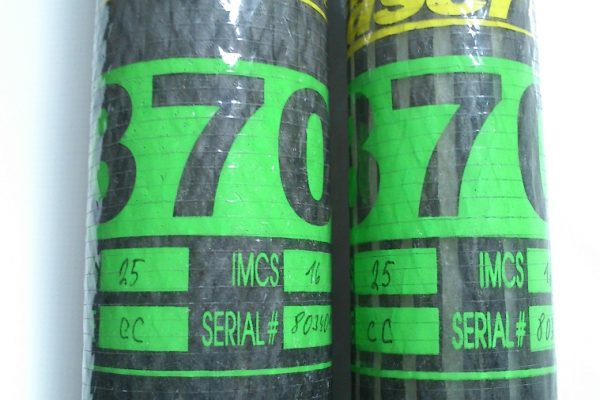 370
25 IMCS 16
CC SERIAL #
370
25 IMCS
CC SERIAL #